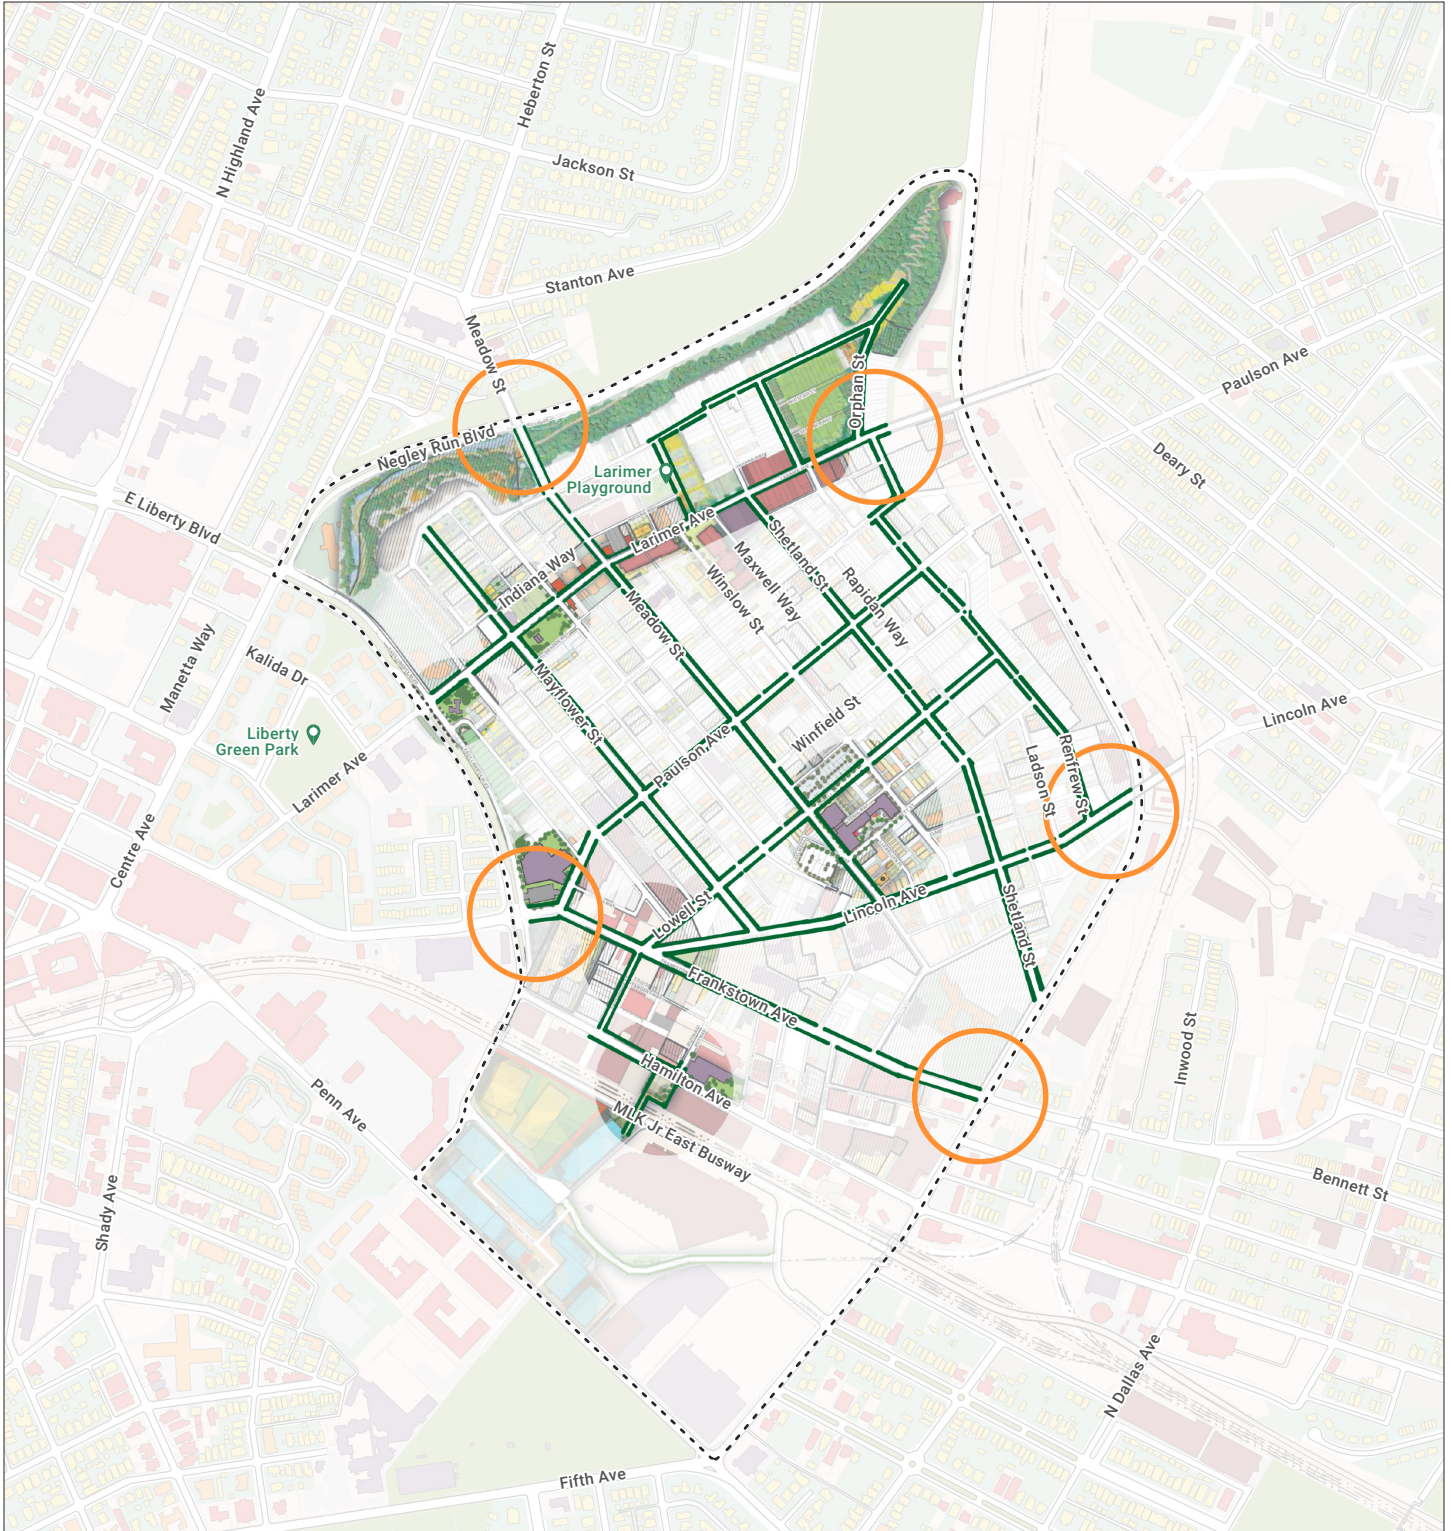 Heberton St
N Highland Ave
Jackson St
Stanton Ave
Meadow St
Paulson Ave
Orphan St
Negley Run Blvd
Deary St
Larimer
Playground
E Liberty Blvd
Larimer Ave
Shetland St
Indiana Way
Maxwell Way
Rapidan Way
Winslow St
Meadow St
Manetta Way
Kalida Dr
Mayflower St
Winfield St
Lincoln Ave
Liberty
Green Park
Paulson Ave
Renfrew St
Ladson St
Larimer Ave
Centre Ave
Lowell St
Lincoln Ave
Shetland St
Frankstown Ave
Inwood St
Hamilton Ave
Penn Ave
MLK Jr.East Busway
Bennett St
Shady Ave
N Dallas Ave
Fifth Ave